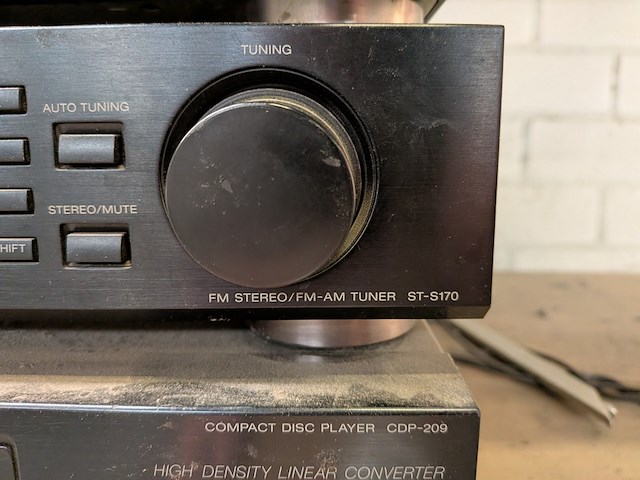 TUNING
AUTO TUNING
STEREO/MUTE
HIFT
FM STEREO/FM-AM TUNER ST-S170
COMPACT DISC PLAYER CDP-209
HIGH DENSITY LINEAR CONVERTER